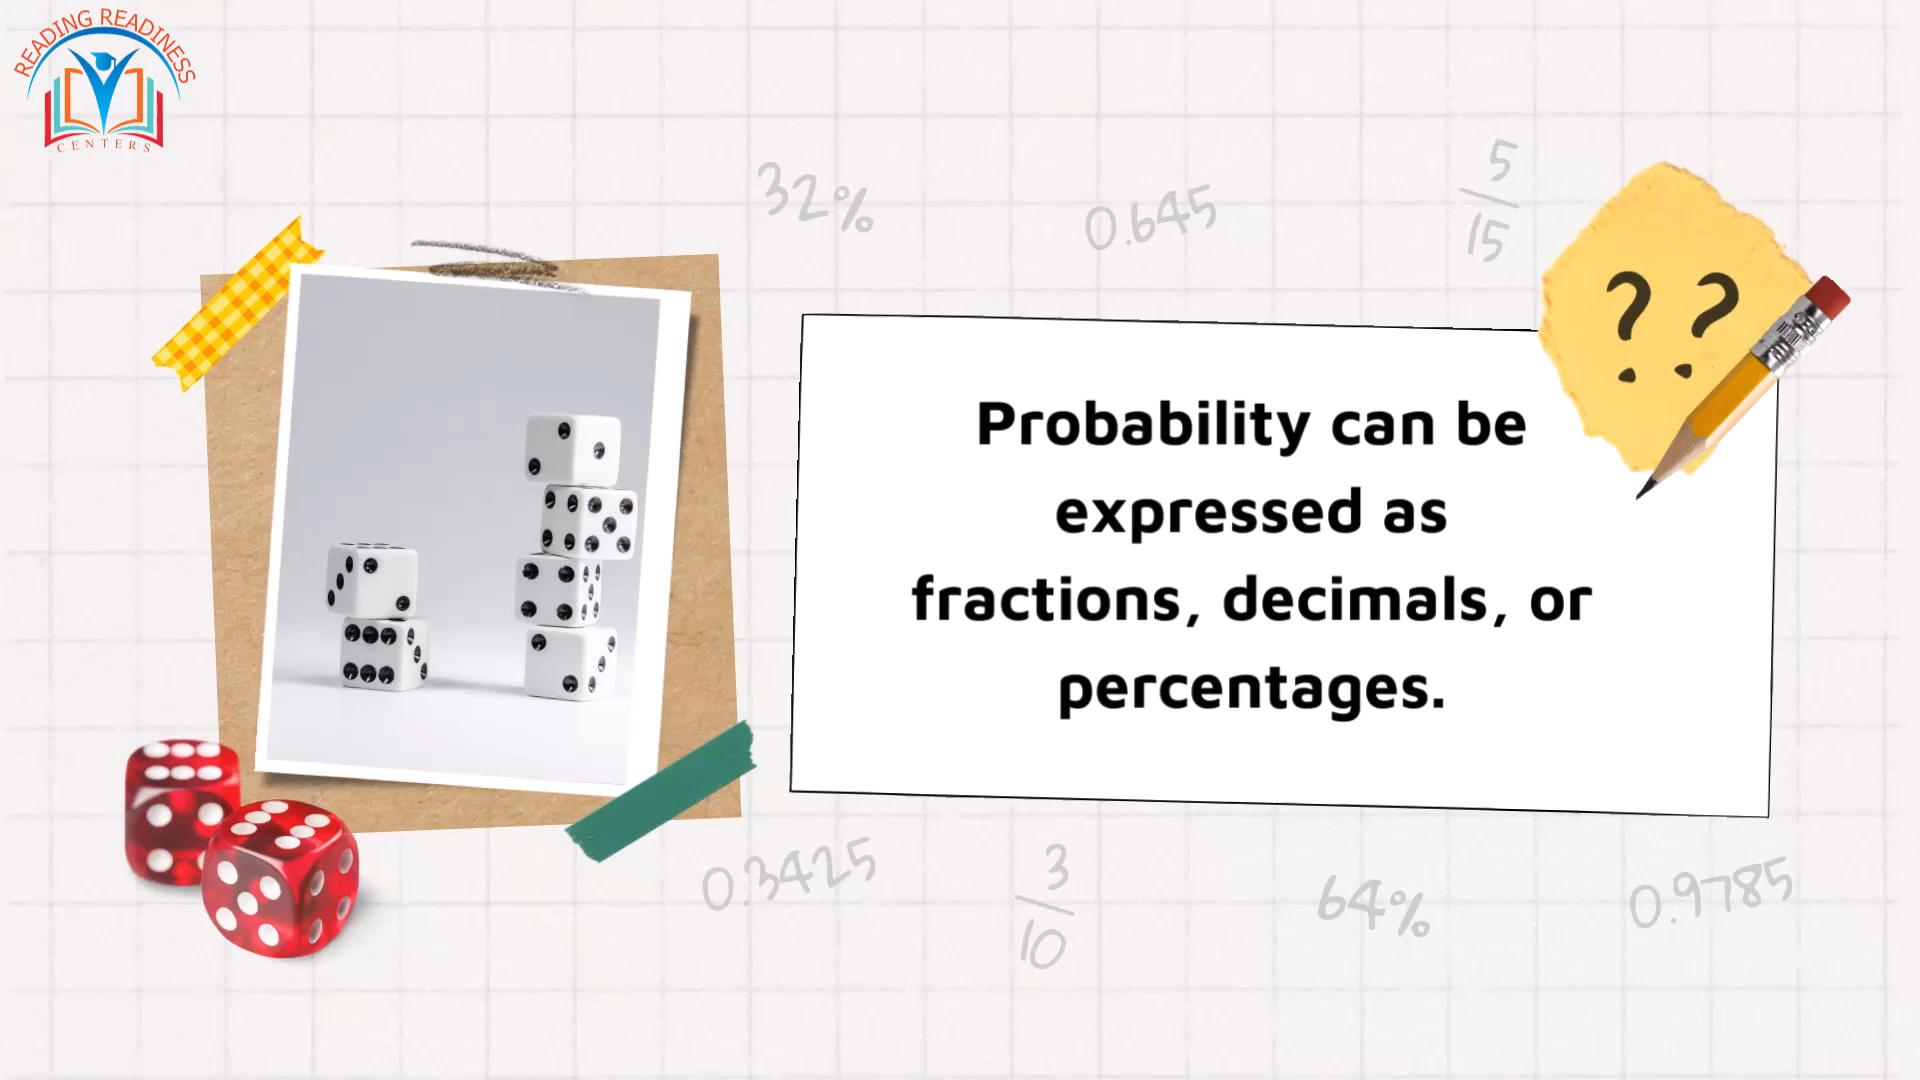 READING READINESS
CENTERS
32%
0.645
5
15
? ?
Probability can be
expressed as
fractions, decimals, or
percentages.
0.3425
3
10
64%
0.9785